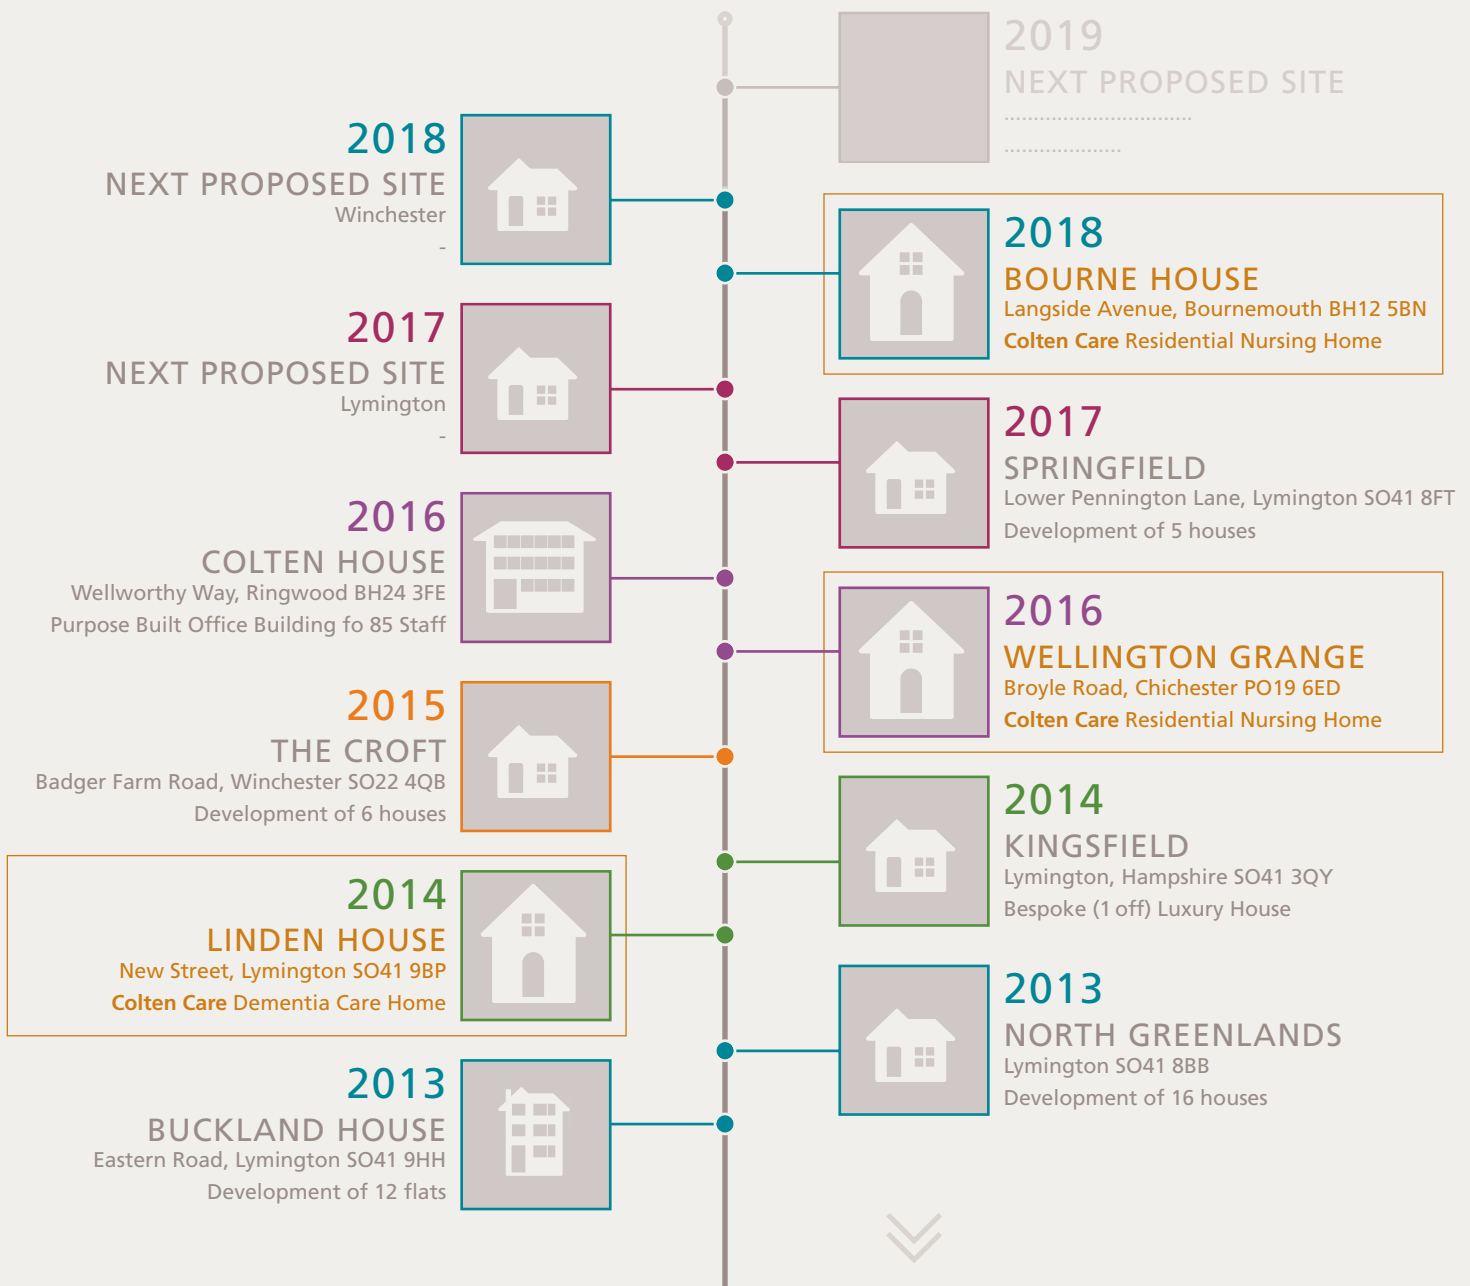 2019
NEXT PROPOSED SITE
................................
....................
2018
NEXT PROPOSED SITE
Winchester
-
2018
BOURNE HOUSE
Langside Avenue, Bournemouth BH12 5BN
Colten Care Residential Nursing Home
2017
NEXT PROPOSED SITE
Lymington
-
2017
SPRINGFIELD
Lower Pennington Lane, Lymington SO41 8FT
Development of 5 houses
2016
COLTEN HOUSE
Wellworthy Way, Ringwood BH24 3FE
Purpose Built Office Building fo 85 Staff
2016
WELLINGTON GRANGE
Broyle Road, Chichester PO19 6ED
Colten Care Residential Nursing Home
2015
THE CROFT
Badger Farm Road, Winchester SO22 4QB
Development of 6 houses
2014
KINGSFIELD
Lymington, Hampshire SO41 3QY
Bespoke (1 off) Luxury House
2014
LINDEN HOUSE
New Street, Lymington SO41 9BP
Colten Care Dementia Care Home
2013
NORTH GREENLANDS
Lymington SO41 8BB
Development of 16 houses
2013
BUCKLAND HOUSE
Eastern Road, Lymington SO41 9HH
Development of 12 flats